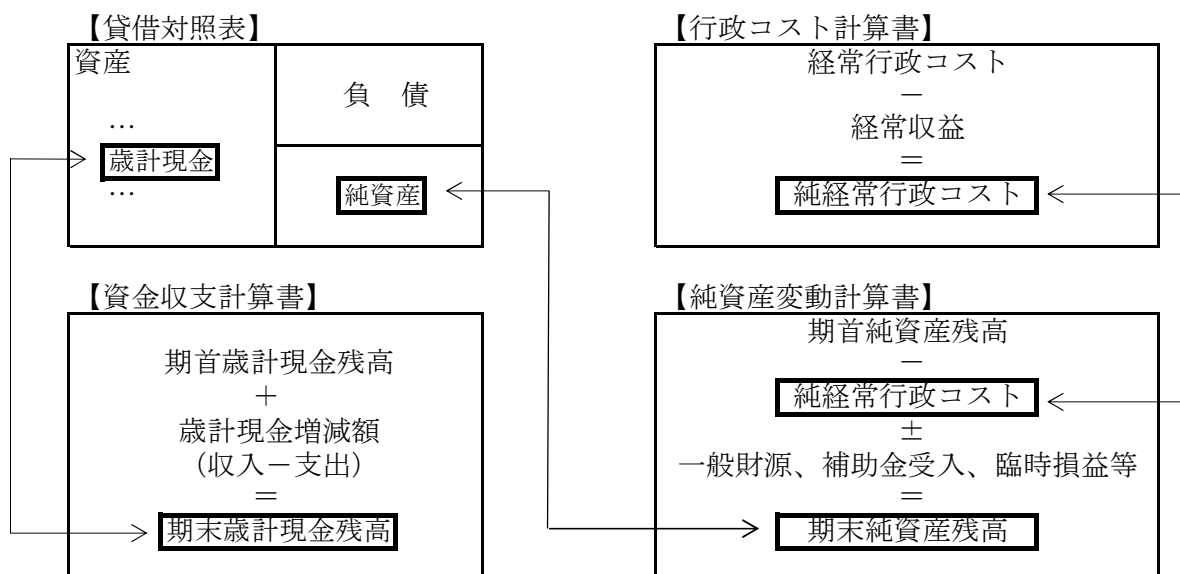 【貸借対照表】
資産
負　債
…
歳計現金
…
純資産
【行政コスト計算書】
経常行政コスト
－
経常収益
＝
純経常行政コスト
【資金収支計算書】
期首歳計現金残高
＋
歳計現金増減額
（収入－支出）
＝
期末歳計現金残高
【純資産変動計算書】
期首純資産残高
－
純経常行政コスト
±
一般財源、補助金受入、臨時損益等
＝
期末純資産残高